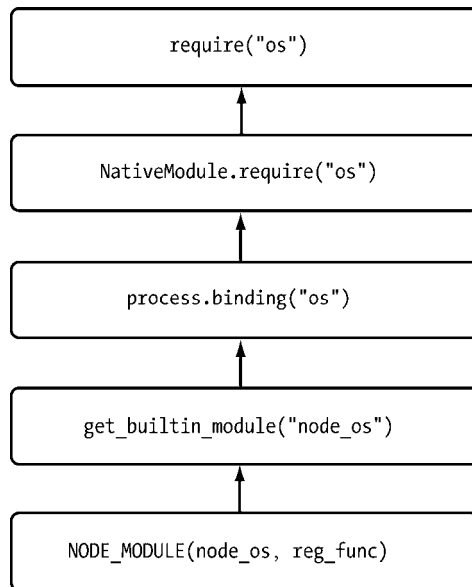 require("os")
NativeModule.require("os")
process.binding("os")
get_builtin_module("node_os")
NODE_MODULE(node_os, reg_func)